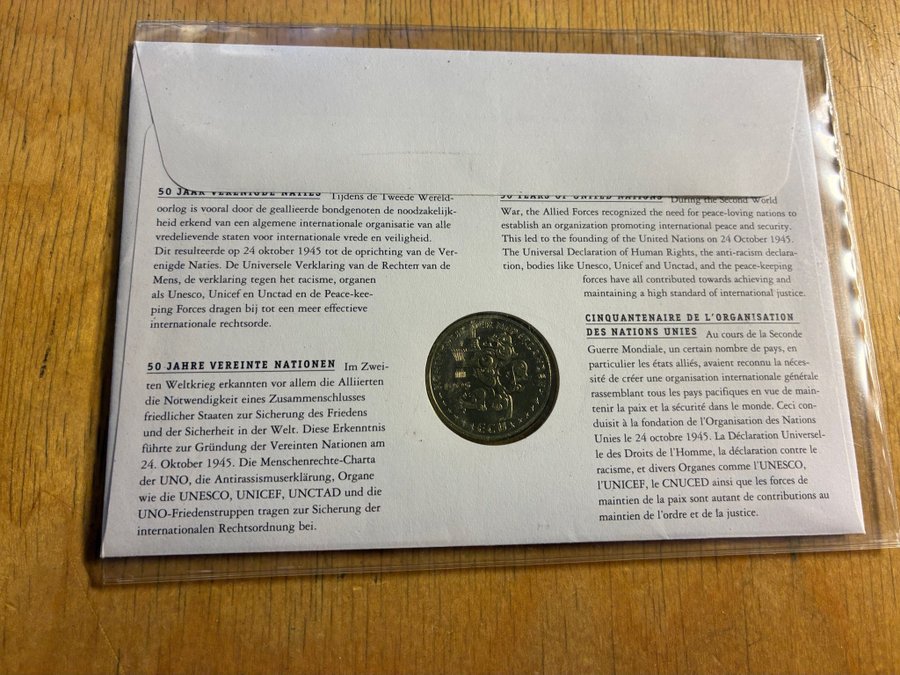 50 JAAR VERENIGDE NATIES Tijdens de Tweede Wereld-
oorlog is vooral door de geallieerde bondgenoten de noodzakelijk-
heid erkend van een algemene internationale organisatie van alle
vredelievende staten voor internationale vrede en veiligheid.
Dit resulteerde op 24 oktober 1945 tot de oprichting van de Ver-
enigde Naties. De Universele Verklaring van de Rechten van de
Mens, de verklaring tegen het racisme, organen
als Unesco, Unicef en Unctad en de Peace-kee-
ping Forces dragen bij tot een meer effectieve
internationale rechtsorde.
50 JAHRE VEREINTE NATIONEN Im Zwei-
ten Weltkrieg erkannten vor allem die Alliierten
die Notwendigkeit eines Zusammenschlusses
friedlicher Staaten zur Sicherung des Friedens
und der Sicherheit in der Welt. Diese Erkenntnis
führte zur Gründung der Vereinten Nationen am
24. Oktober 1945. Die Menschenrechte-Charta
der UNO, die Antirassismuserklärung, Organe
wie die UNESCO, UNICEF, UNCTAD und die
UNO-Friedenstruppen tragen zur Sicherung der
internationalen Rechtsordnung bei.
50 YEARS OF UNITED NATIONS During the Second World
War, the Allied Forces recognized the need for peace-loving nations to
establish an organization promoting international peace and security.
This led to the founding of the United Nations on 24 October 1945.
The Universal Declaration of Human Rights, the anti-racism declara-
tion, bodies like Unesco, Unicef and Unctad, and the peace-keeping
forces have all contributed towards achieving and
maintaining a high standard of international justice.
CINQUANTENAIRE DE L'ORGANISATION
DES NATIONS UNIES Au cours de la Seconde
Guerre Mondiale, un certain nombre de pays, en
particulier les états alliés, avaient reconnu la néces-
sité de créer une organisation internationale générale
rassemblant tous les pays pacifiques en vue de main-
tenir la paix et la sécurité dans le monde. Ceci con-
duisit à la fondation de l'Organisation des Nations
Unies le 24 octobre 1945. La Déclaration Universel-
le des Droits de l'Homme, la déclaration contre le
racisme, et divers Organes comme l'UNESCO,
l'UNICEF, le CNUCED ainsi que les forces de
maintien de la paix sont autant de contributions au
maintien de l'ordre et de la justice.
1995
ECU